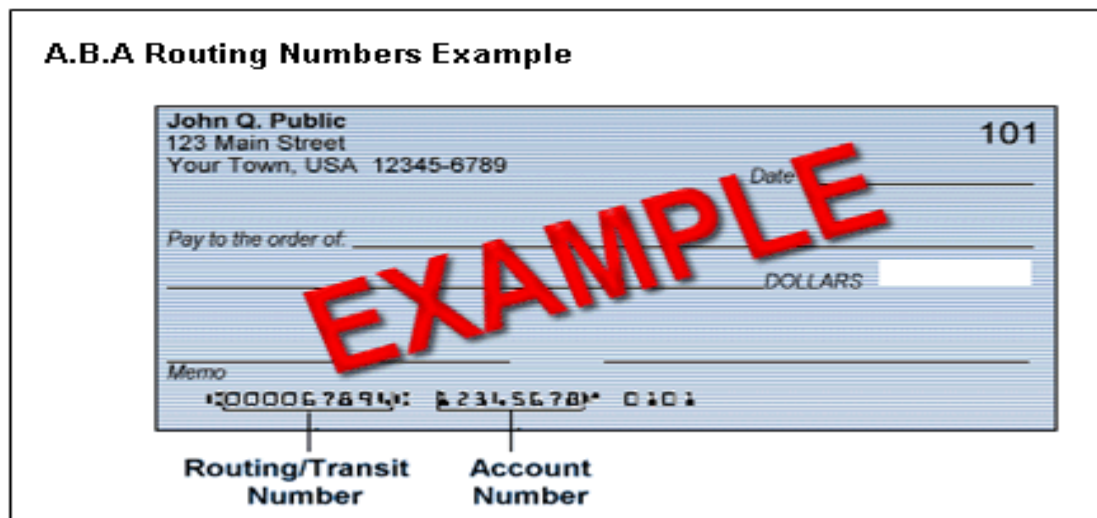 A.B.A Routing Numbers Example
John Q. Public
101
123 Main Street
Your Town, USA 12345-6789
Date
EXAMPLE
Pay to the order of.
DOLLARS
Memo
⑆000067894⑆ 12345678⑈ 0101
Routing/Transit Number
Account Number